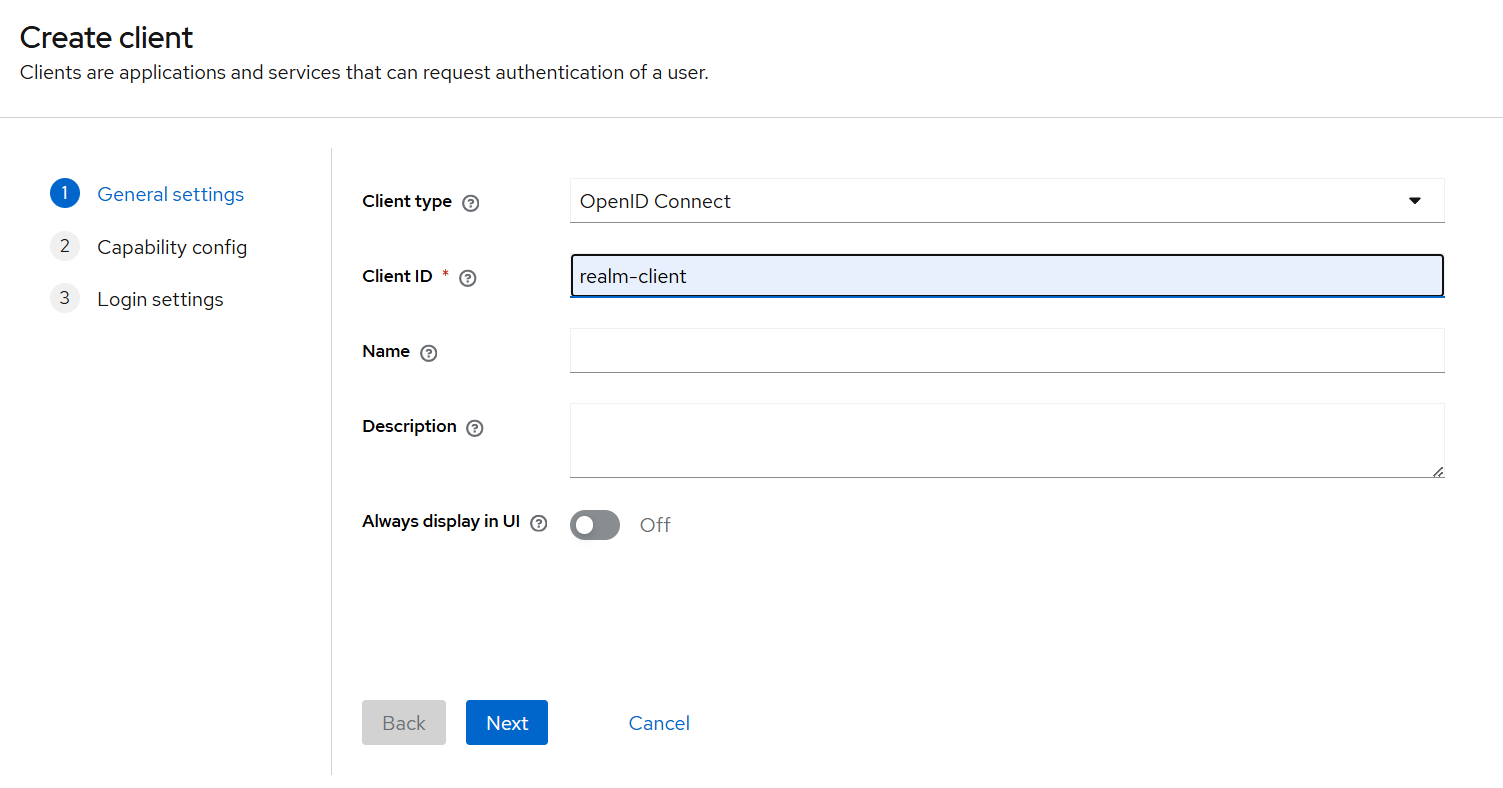 Create client
Clients are applications and services that can request authentication of a user.
1 General settings
2 Capability config
3 Login settings
Client type ? OpenID Connect
Client ID * ? realm-client
Name ?
Description ?
Always display in UI ? Off
Back Next Cancel